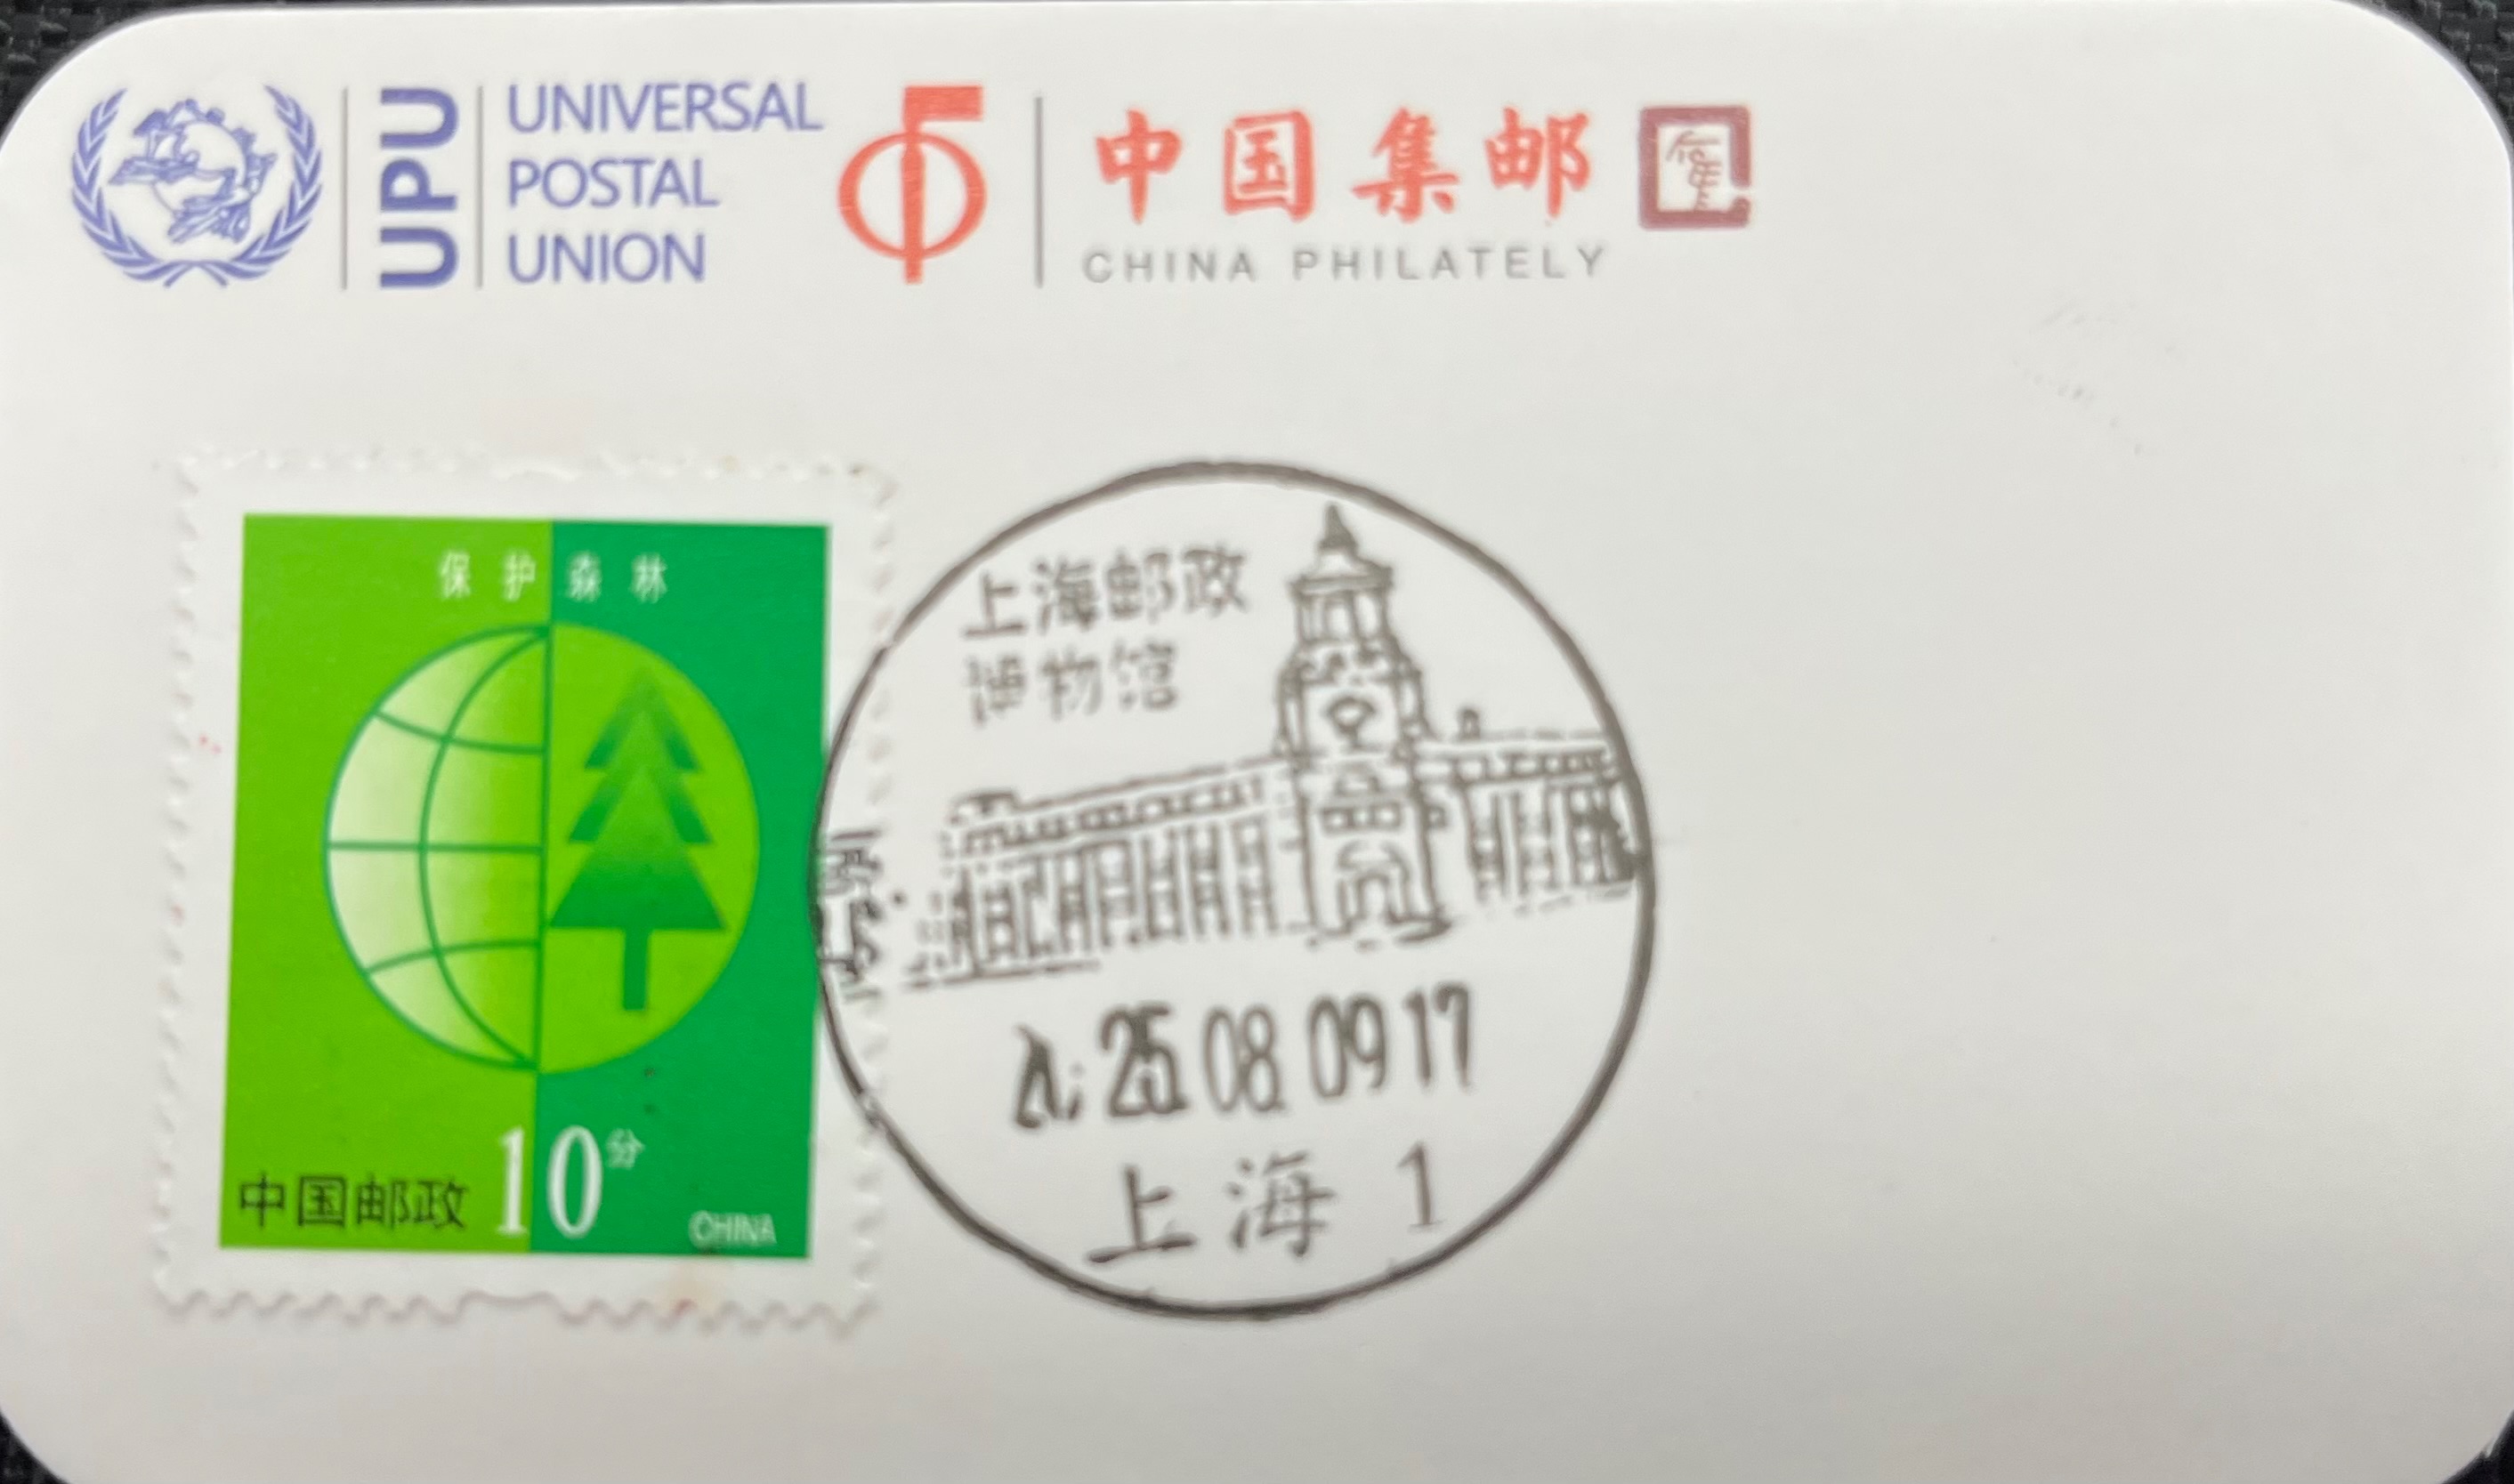 UPU
UNIVERSAL
POSTAL
UNION
中国集邮
CHINA PHILATELY
保护森林
中国邮政 10分
CHINA
上海邮政
博物馆
25.08.09 17
上海 1